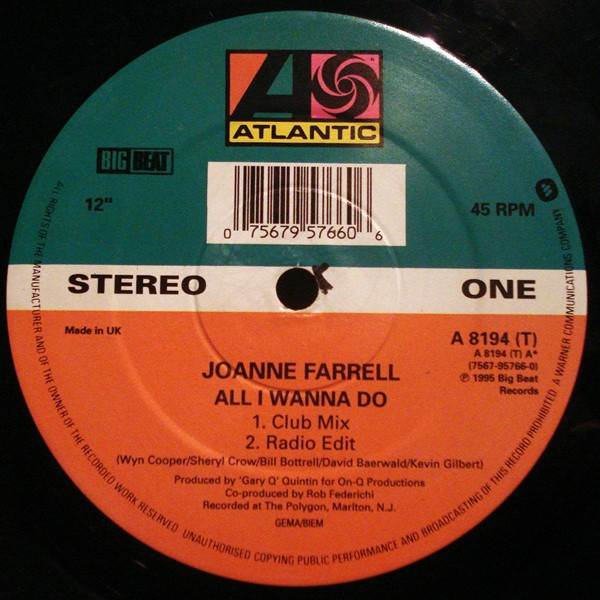 ATLANTIC
BIG BEAT
12"
45 RPM
0 75679 57660 6
STEREO
ONE
Made in UK
A 8194 (T)
A 8194 (T) A*
(7567-95766-0)
℗ 1995 Big Beat
Records
JOANNE FARRELL
ALL I WANNA DO
1. Club Mix
2. Radio Edit
(Wyn Cooper/Sheryl Crow/Bill Bottrell/David Baerwald/Kevin Gilbert)
Produced by 'Gary Q' Quintin for On-Q Productions
Co-produced by Rob Federichi
Recorded at The Polygon, Marlton, N.J.
GEMA/BIEM
ALL RIGHTS OF THE MANUFACTURER AND OF THE OWNER OF THE RECORDED WORK RESERVED. UNAUTHORISED COPYING PUBLIC PERFORMANCE AND BROADCASTING OF THIS RECORD PROHIBITED. A WARNER COMMUNICATIONS COMPANY